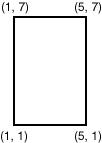 (1, 7) (5, 7)
(1, 1) (5, 1)